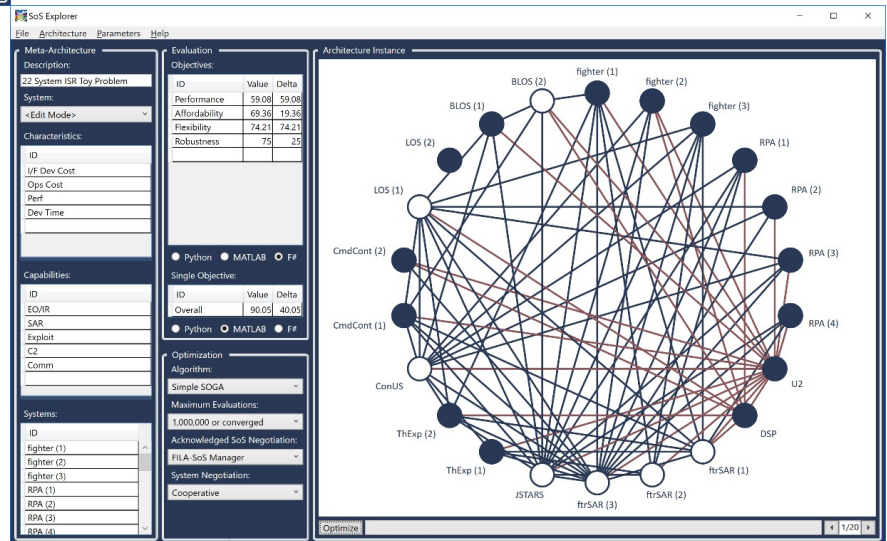 SoS Explorer
File Architecture Parameters Help
Meta-Architecture
Description:
22 System ISR Toy Problem
System:
<Edit Mode>
Characteristics:
ID
I/F Dev Cost
Ops Cost
Perf
Dev Time
Capabilities:
ID
EO/IR
SAR
Exploit
C2
Comm
Systems:
ID
fighter (1)
fighter (2)
fighter (3)
RPA (1)
RPA (2)
RPA (3)
RPA (4)
Evaluation
Objectives:
ID Value Delta
Performance 59.08 59.08
Affordability 69.36 19.36
Flexibility 74.21 74.21
Robustness 75 25
Python MATLAB F#
Single Objective:
ID Value Delta
Overall 90.05 40.05
Python MATLAB F#
Optimization
Algorithm:
Simple SOGA
Maximum Evaluations:
1,000,000 or converged
Acknowledged SoS Negotiation:
FILA-SoS Manager
System Negotiation:
Cooperative
Architecture Instance
fighter (1)
BLOS (2)
fighter (2)
BLOS (1)
fighter (3)
LOS (2)
RPA (1)
LOS (1)
RPA (2)
CmdCont (2)
RPA (3)
CmdCont (1)
RPA (4)
ConUS
U2
ThExp (2)
DSP
ThExp (1)
ftrSAR (1)
JSTARS
ftrSAR (2)
ftrSAR (3)
Optimize
1/20